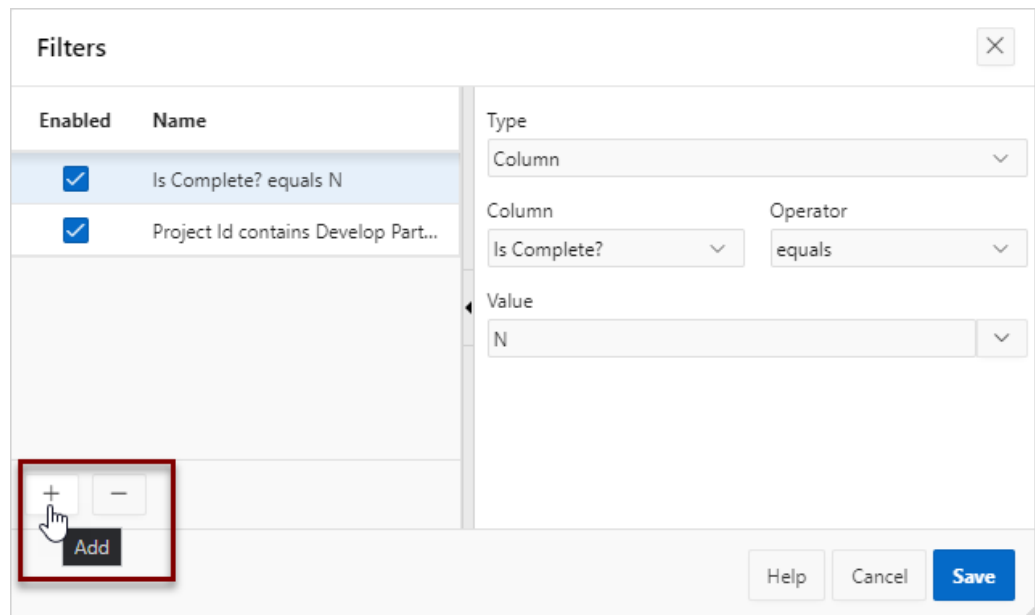 Filters
Enabled Name
Is Complete? equals N
Project Id contains Develop Part...
Type
Column
Column Operator
Is Complete? equals
Value
N
Add
Help Cancel Save